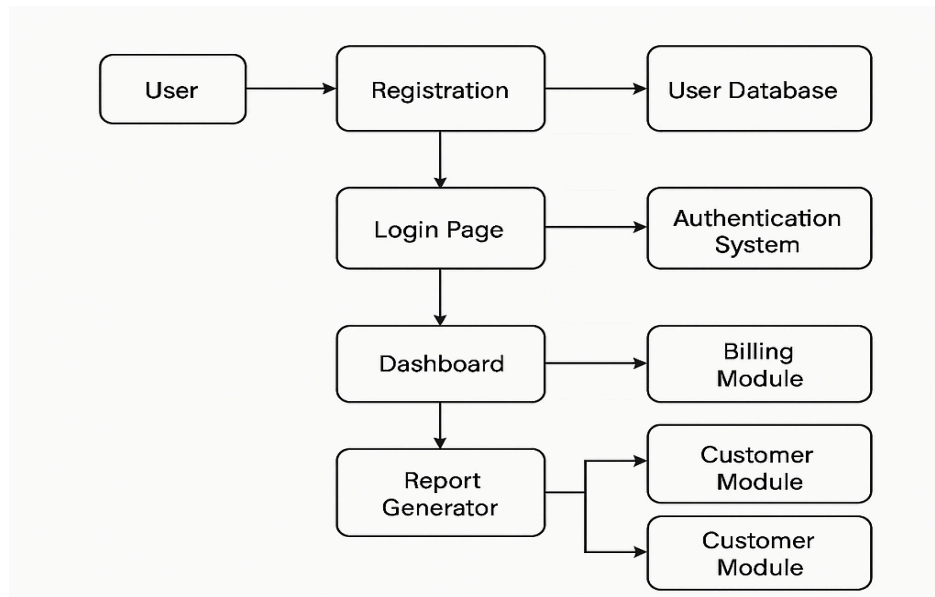 User
Registration
User Database
Login Page
Authentication
System
Dashboard
Billing
Module
Report
Generator
Customer
Module
Customer
Module